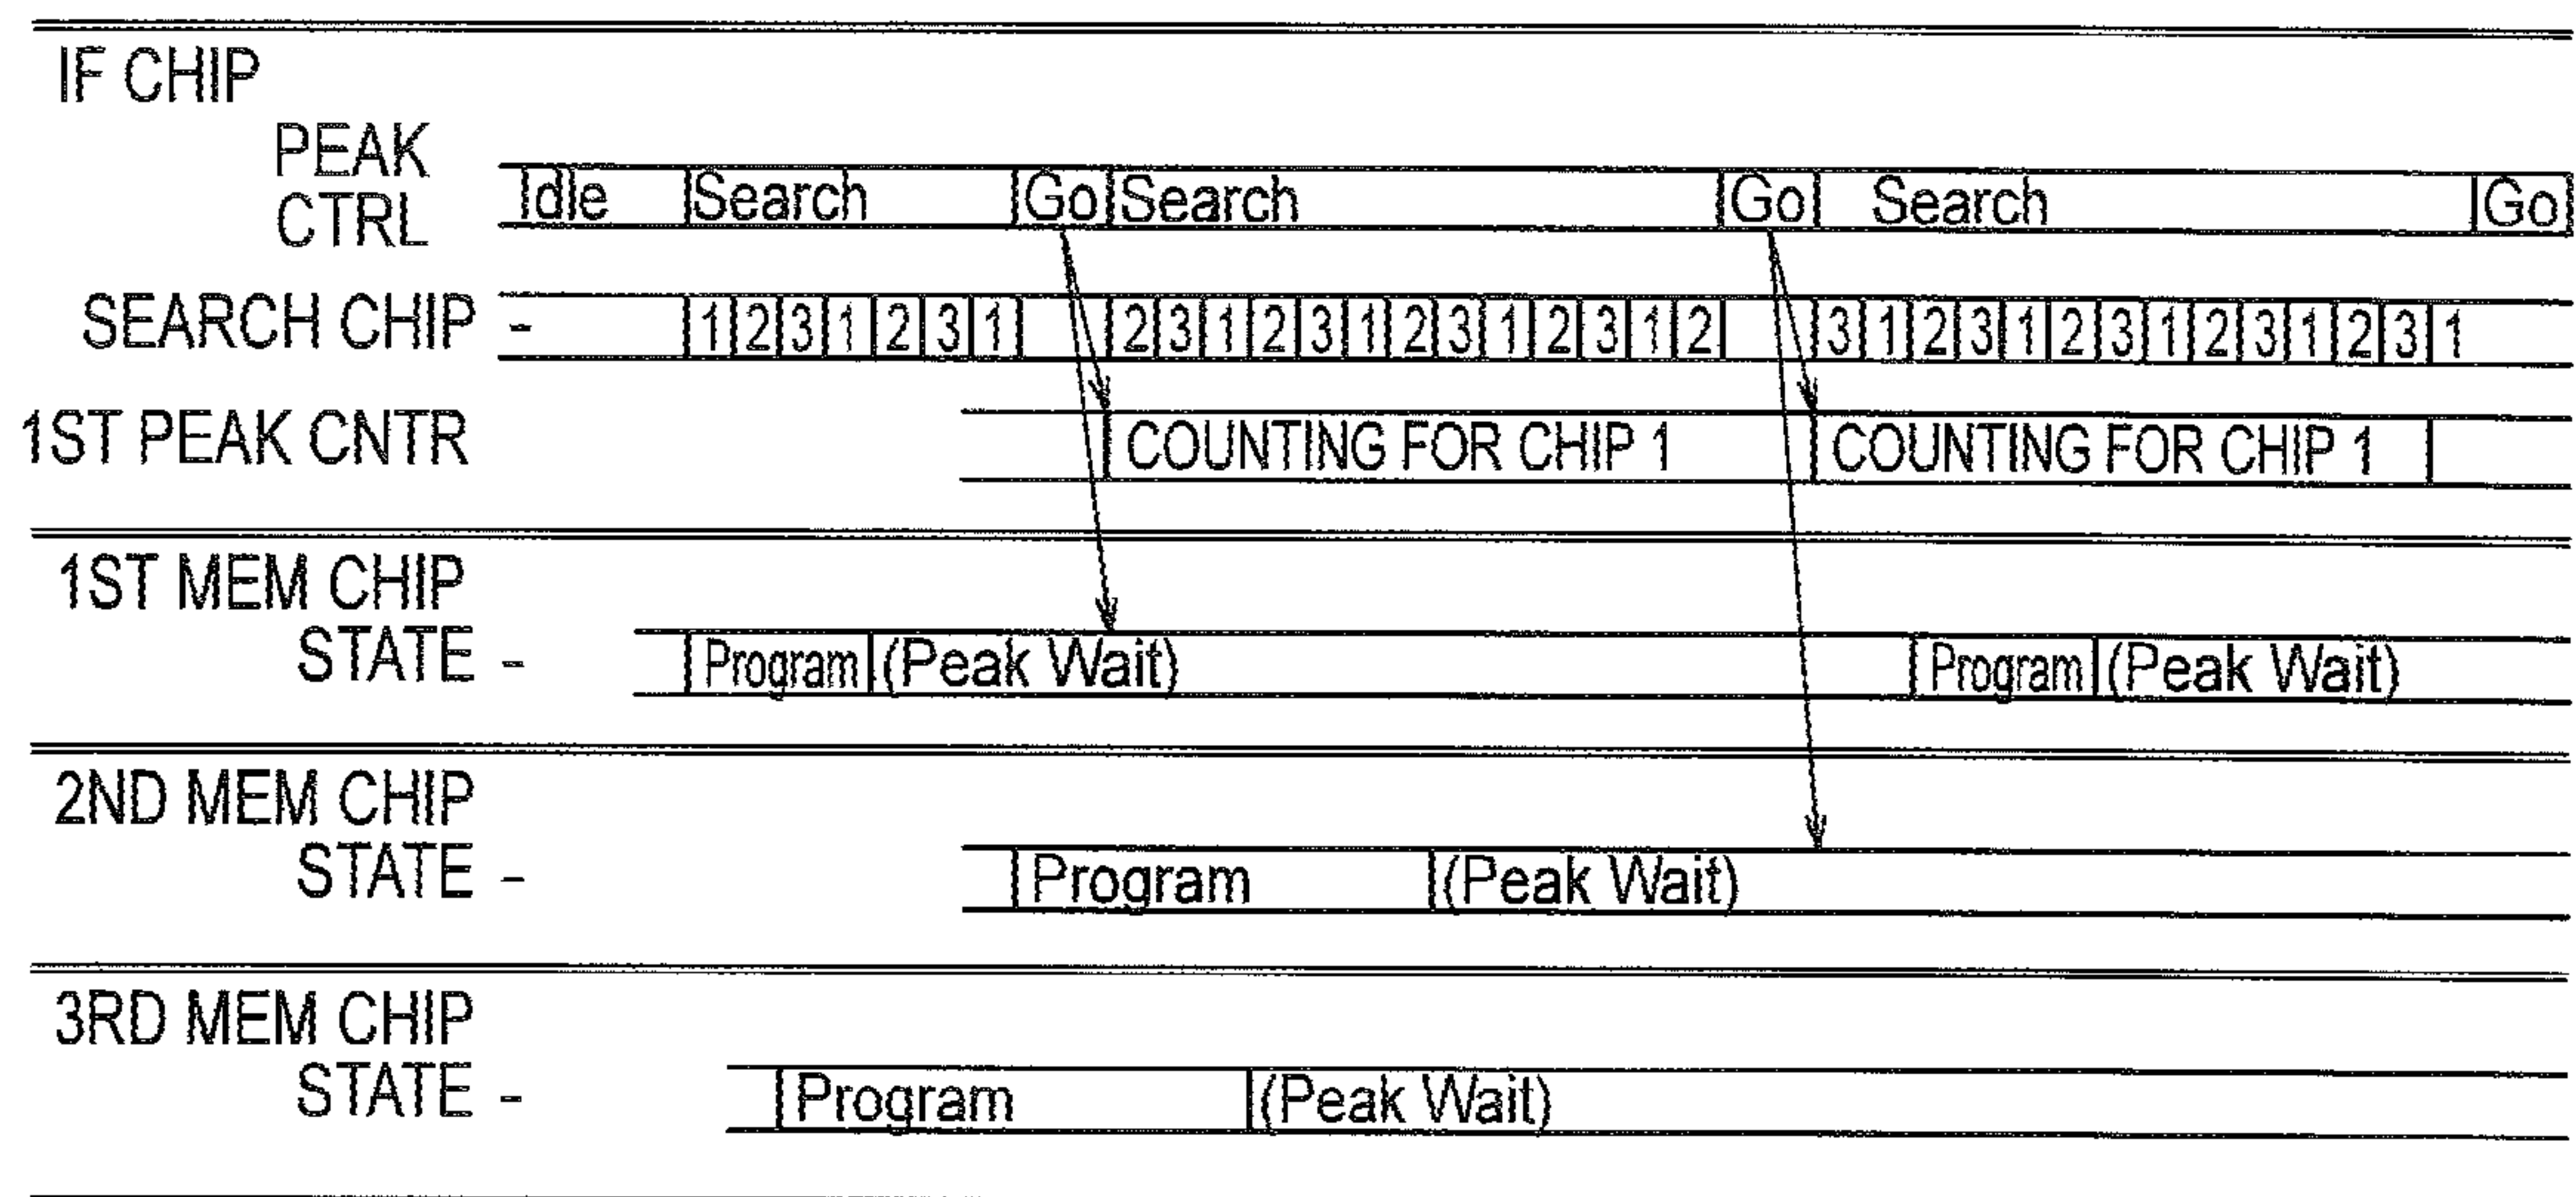 IF CHIP
PEAK
CTRL
Idle Search Go Search Go Search Go
SEARCH CHIP - 1 2 3 1 2 3 1 2 3 1 2 3 1 2 3 1 2 3 1 2 3 1 2 3 1 2 3 1 2 3 1 2 3 1
1ST PEAK CNTR COUNTING FOR CHIP 1 COUNTING FOR CHIP 1
1ST MEM CHIP
STATE - Program (Peak Wait) Program (Peak Wait)
2ND MEM CHIP
STATE - Program (Peak Wait)
3RD MEM CHIP
STATE - Program (Peak Wait)